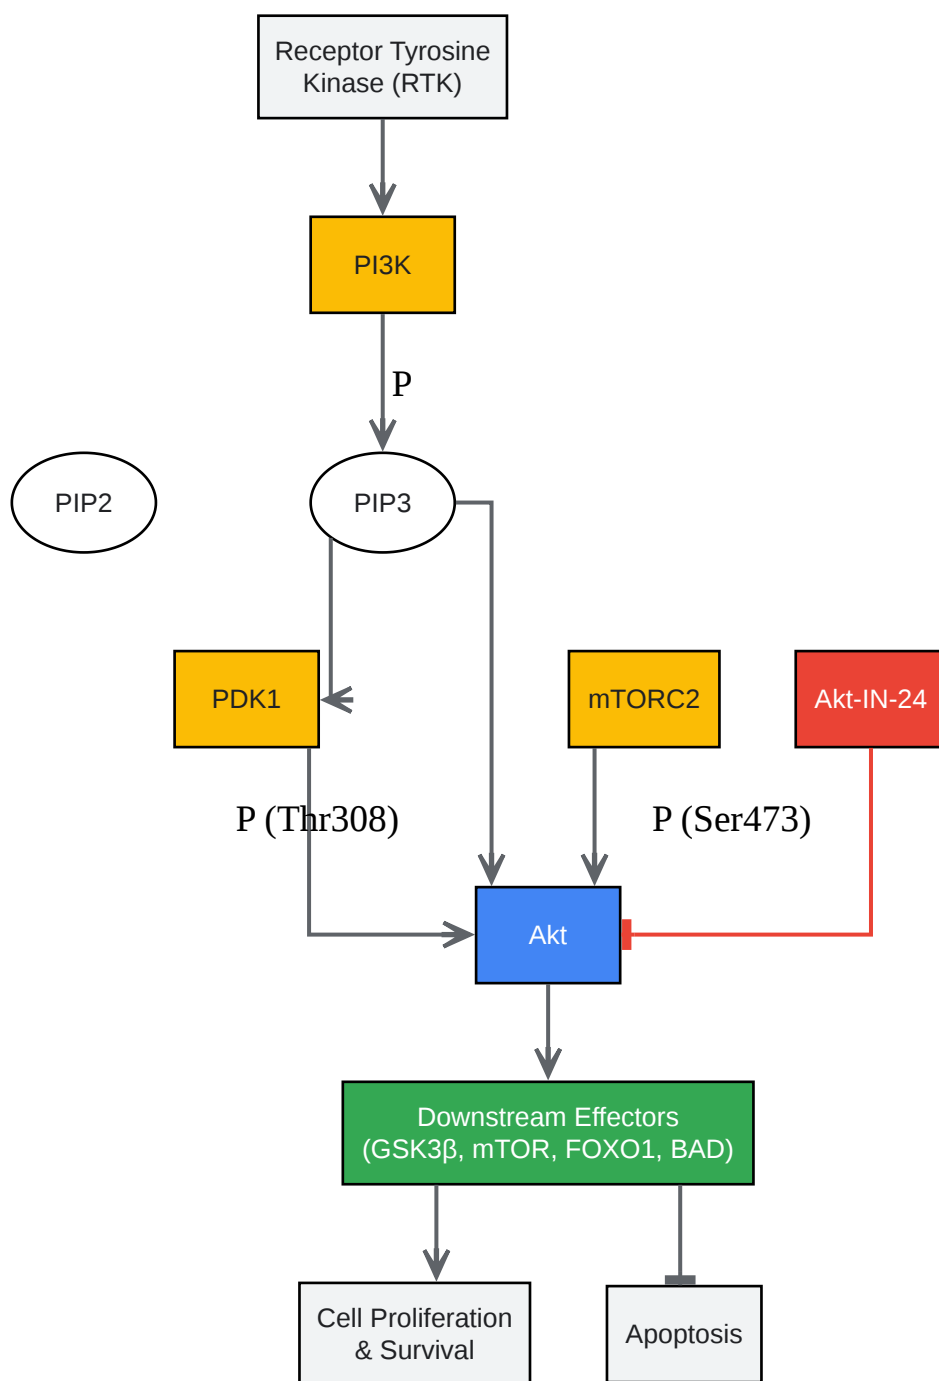 Receptor Tyrosine
Kinase (RTK)
PI3K
P
PIP2
PIP3
PDK1
mTORC2
Akt-IN-24
P (Thr308)
P (Ser473)
Akt
Downstream Effectors
(GSK3β, mTOR, FOXO1, BAD)
Cell Proliferation
& Survival
Apoptosis